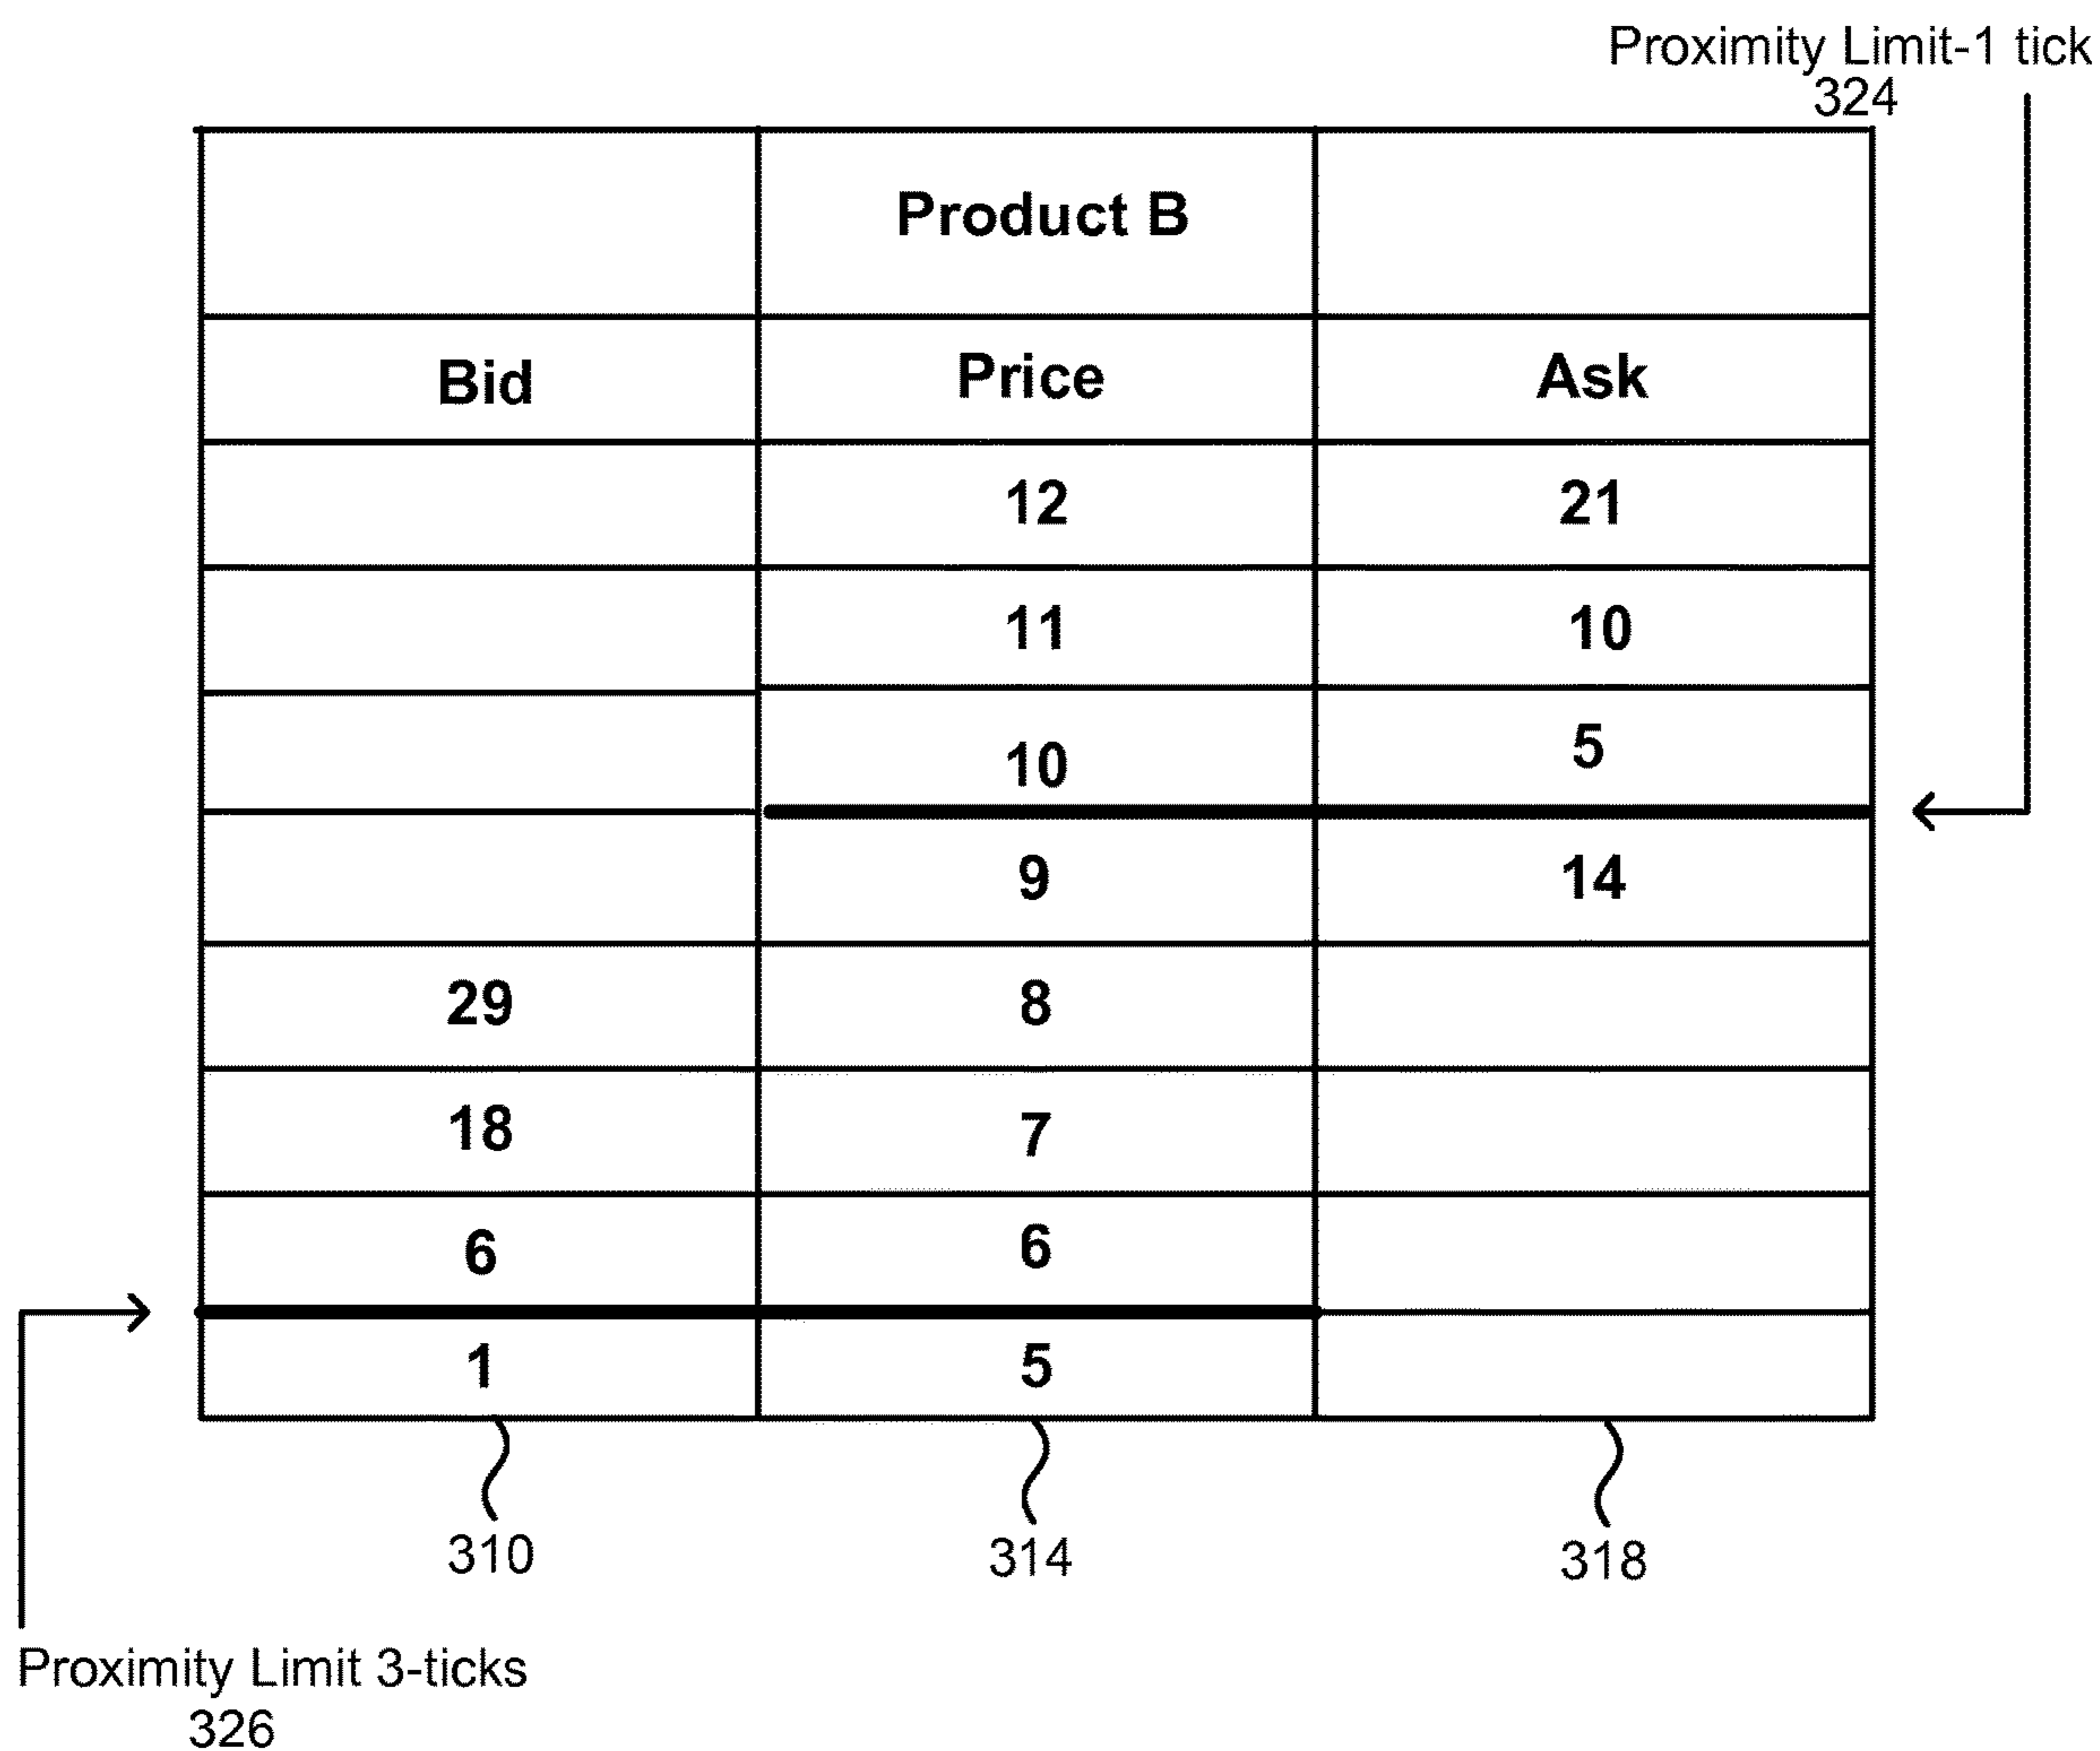 Proximity Limit-1 tick
324
Product B
Bid Price Ask
12 21
11 10
10 5
9 14
29 8
18 7
6 6
1 5
310 314 318
Proximity Limit 3-ticks
326